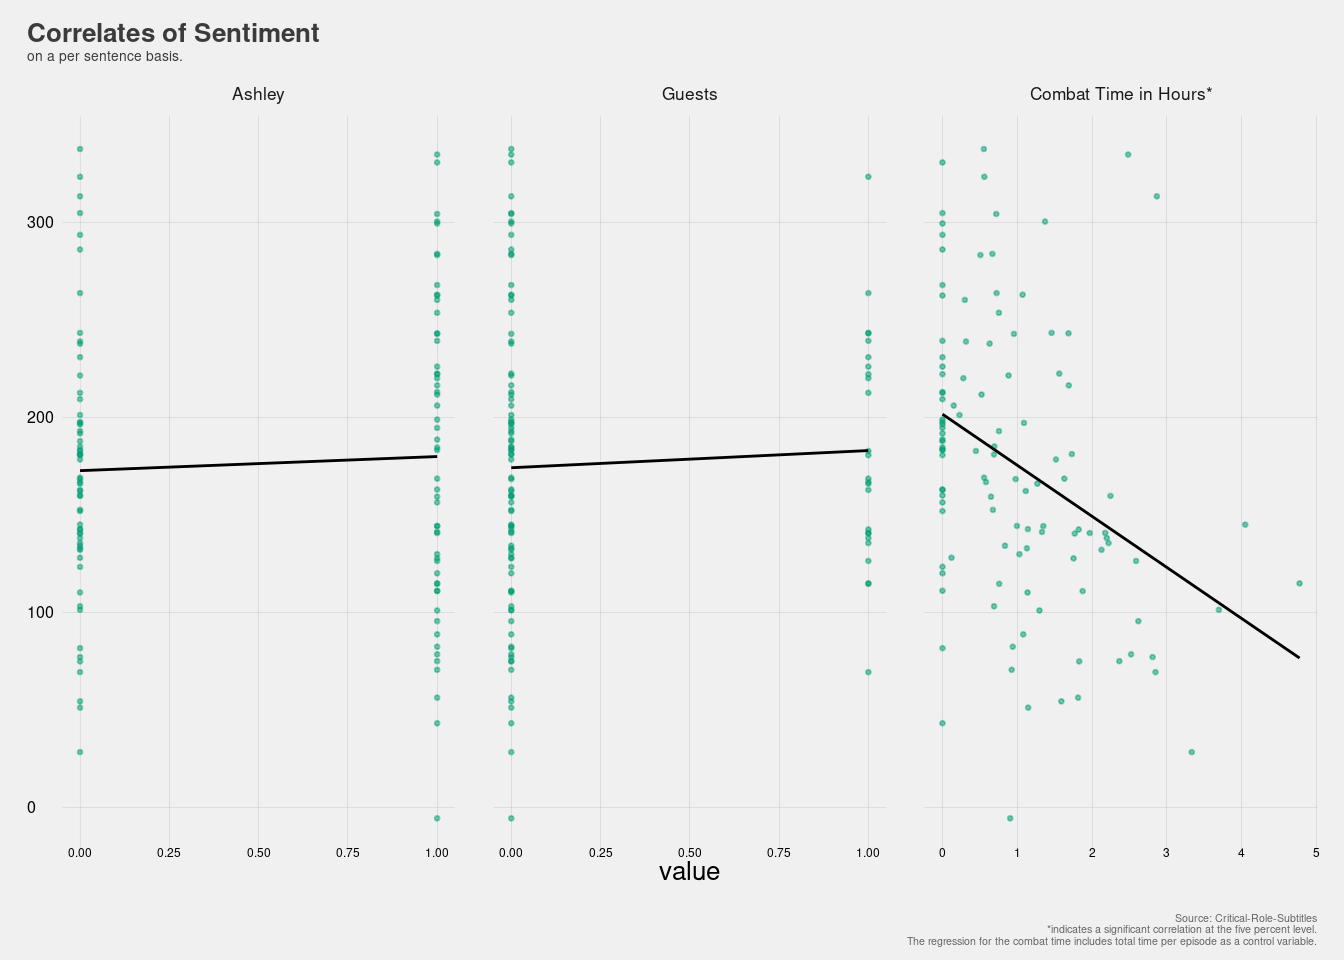 Correlates of Sentiment
on a per sentence basis.
Ashley
Guests
Combat Time in Hours*
300
200
100
0
0.00 0.25 0.50 0.75 1.00
0.00 0.25 0.50 0.75 1.00
0 1 2 3 4 5
value
Source: Critical-Role-Subtitles
*indicates a significant correlation at the five percent level.
The regression for the combat time includes total time per episode as a control variable.